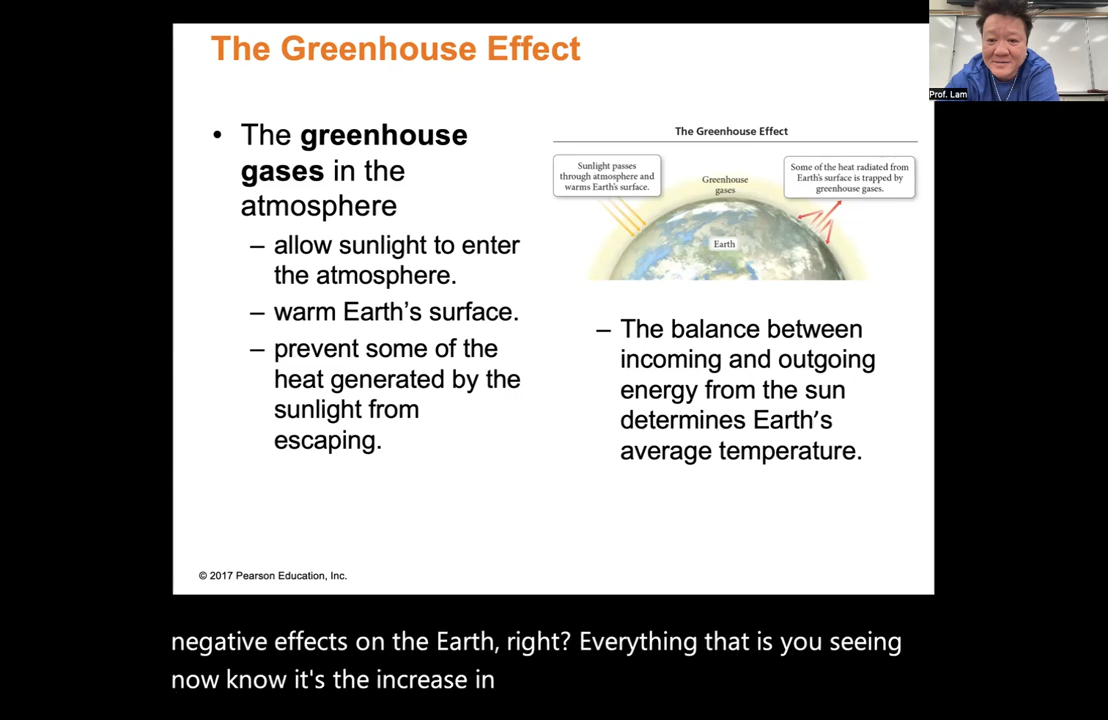 The Greenhouse Effect
Prof. Lam
• The greenhouse
gases in the
atmosphere
– allow sunlight to enter
the atmosphere.
– warm Earth’s surface.
– prevent some of the
heat generated by the
sunlight from
escaping.
The Greenhouse Effect
Sunlight passes
through atmosphere and
warms Earth's surface.
Greenhouse
gases
Some of the heat radiated from
Earth's surface is trapped by
greenhouse gases.
Earth
– The balance between
incoming and outgoing
energy from the sun
determines Earth’s
average temperature.
© 2017 Pearson Education, Inc.
negative effects on the Earth, right? Everything that is you seeing
now know it's the increase in